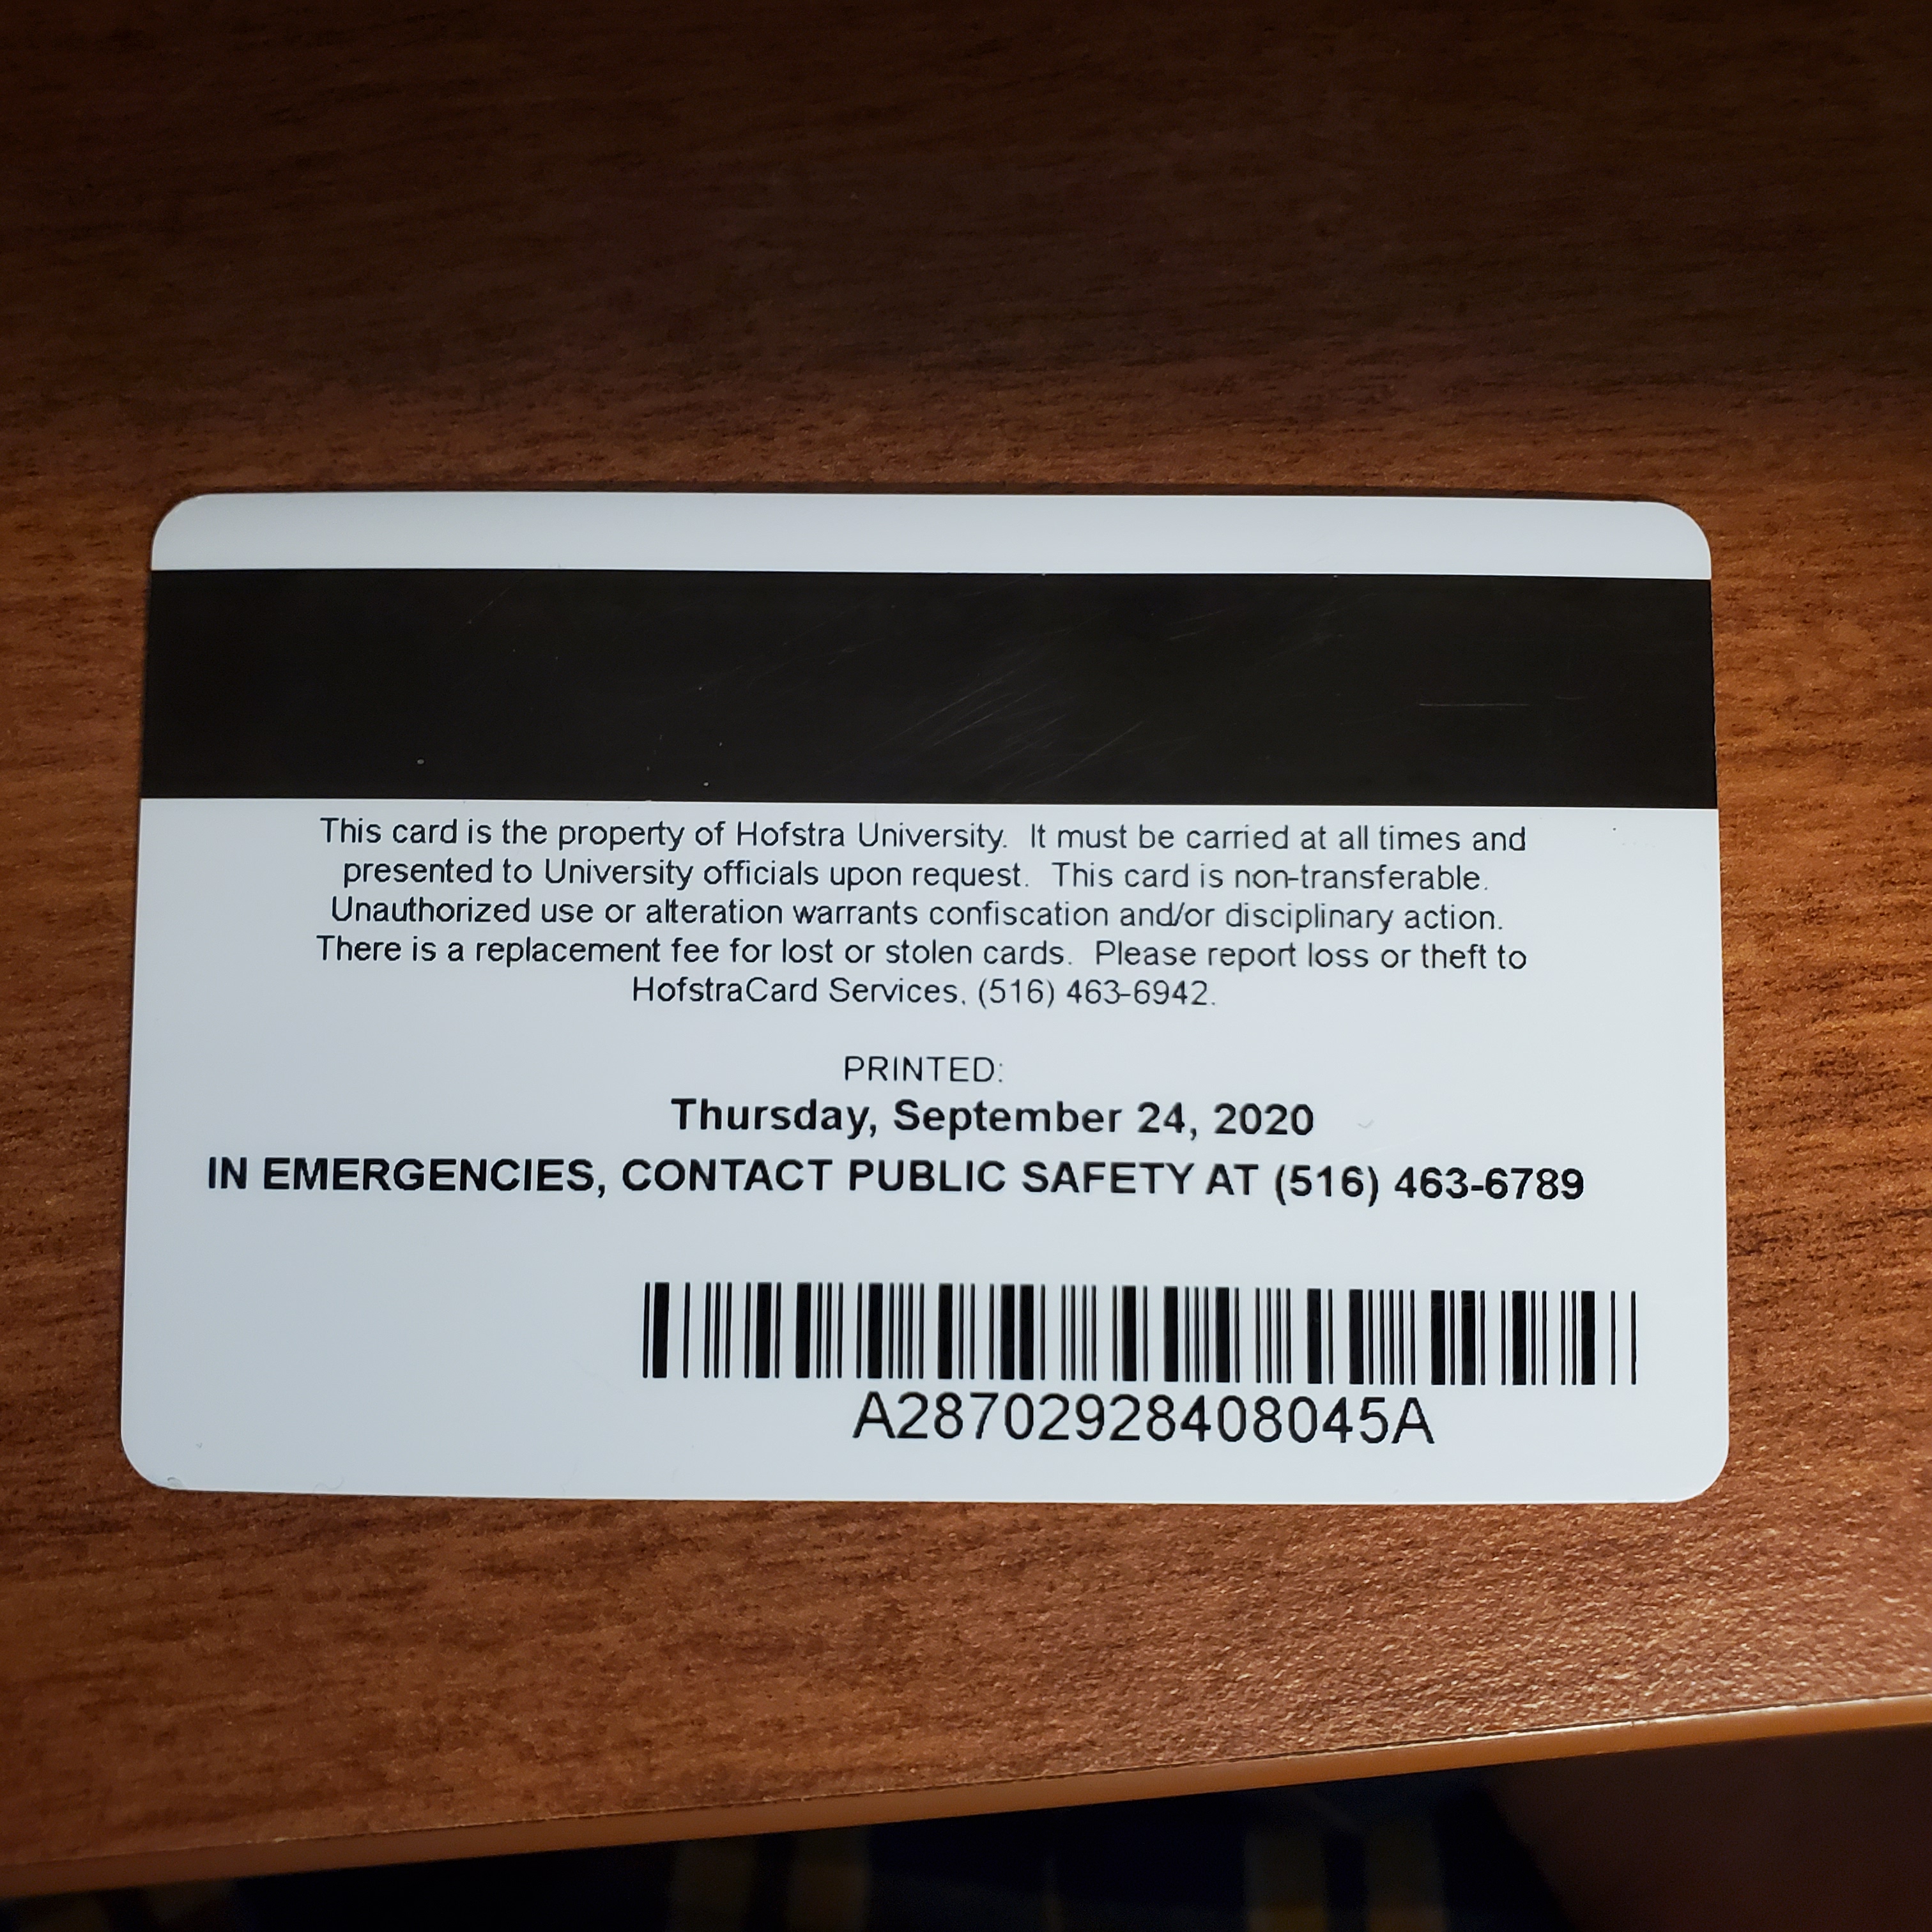 This card is the property of Hofstra University. It must be carried at all times and
presented to University officials upon request. This card is non-transferable.
Unauthorized use or alteration warrants confiscation and/or disciplinary action.
There is a replacement fee for lost or stolen cards. Please report loss or theft to
HofstraCard Services, (516) 463-6942.
PRINTED:
Thursday, September 24, 2020
IN EMERGENCIES, CONTACT PUBLIC SAFETY AT (516) 463-6789
A28702928408045A